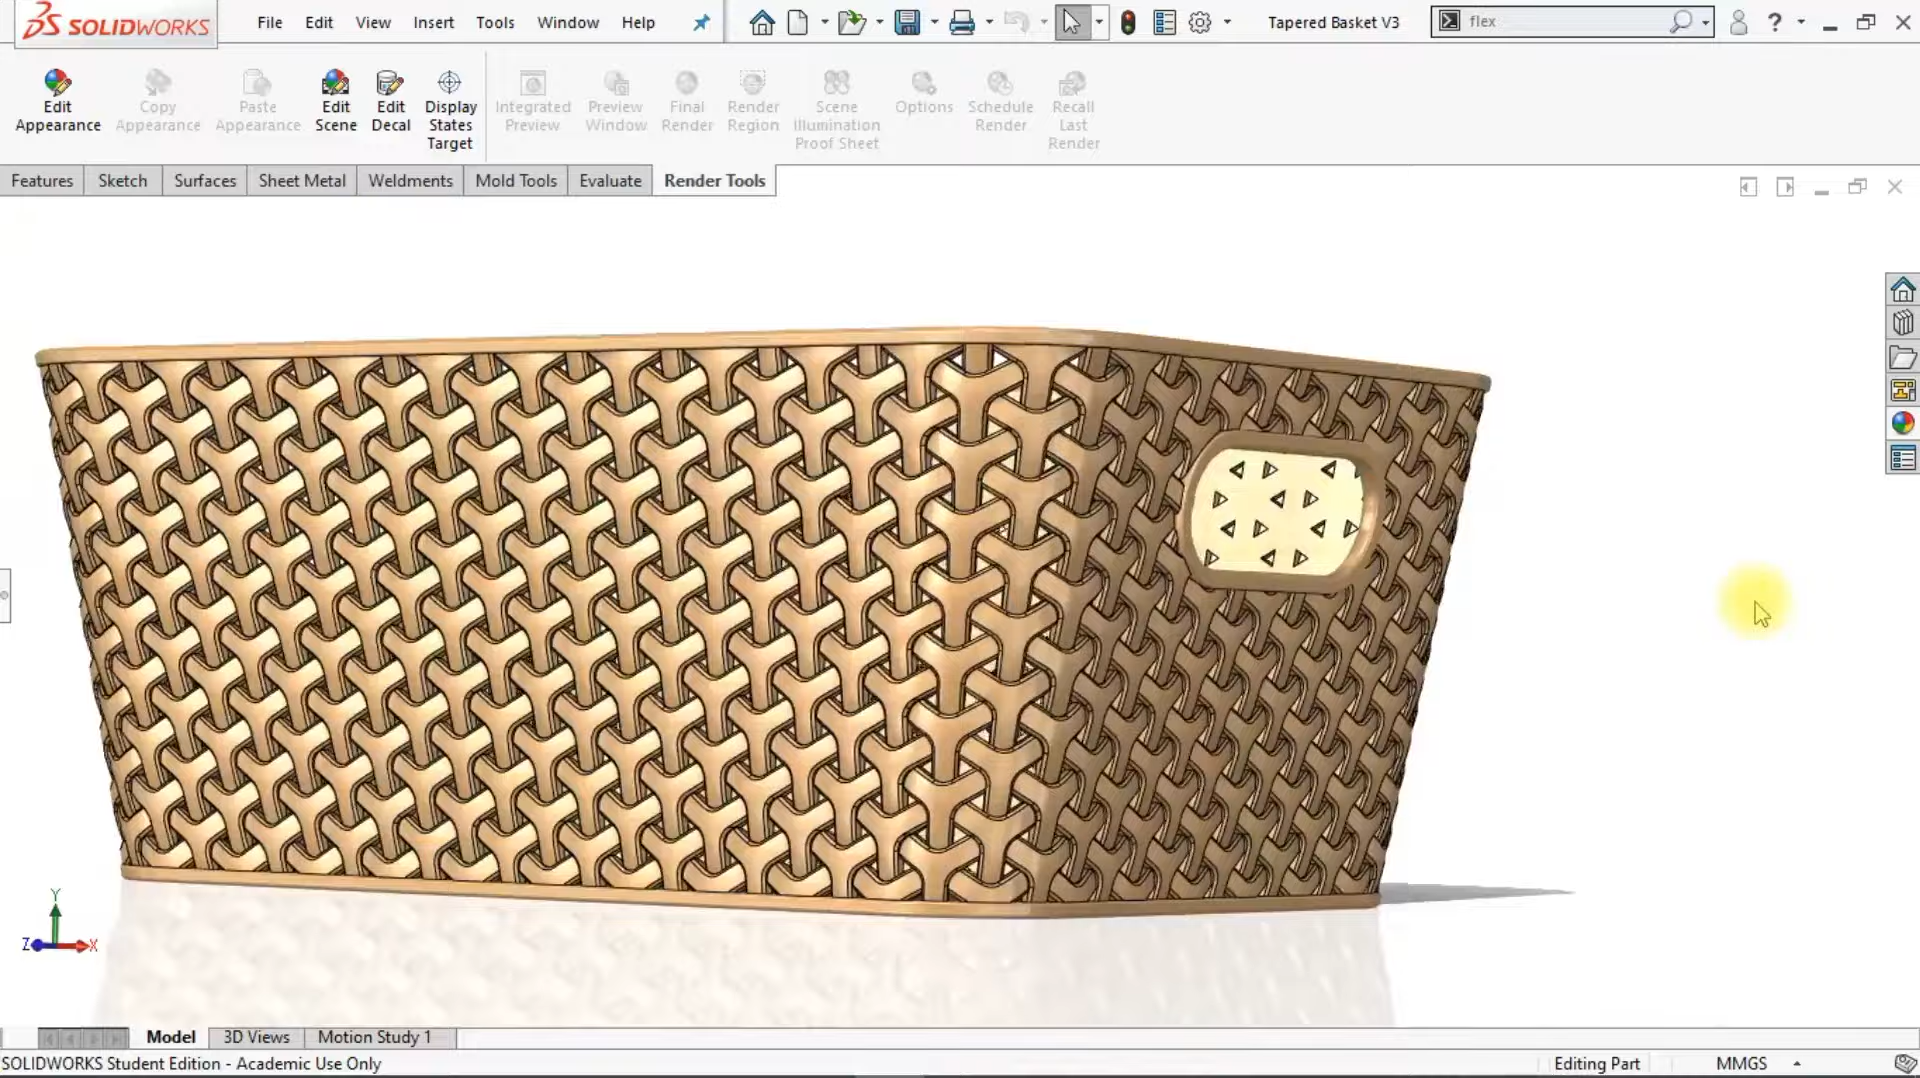 SOLIDWORKS File Edit View Insert Tools Window Help Tapered Basket V3 flex ?
Edit Appearance
Copy Appearance
Paste Appearance
Edit Scene
Edit Decal
Display States Target
Integrated Preview
Preview Window
Final Render
Render Region
Scene Illumination Proof Sheet
Options
Schedule Render
Recall Last Render
Features Sketch Surfaces Sheet Metal Weldments Mold Tools Evaluate Render Tools
Y
Z X
Model 3D Views Motion Study 1
SOLIDWORKS Student Edition - Academic Use Only Editing Part MMGS